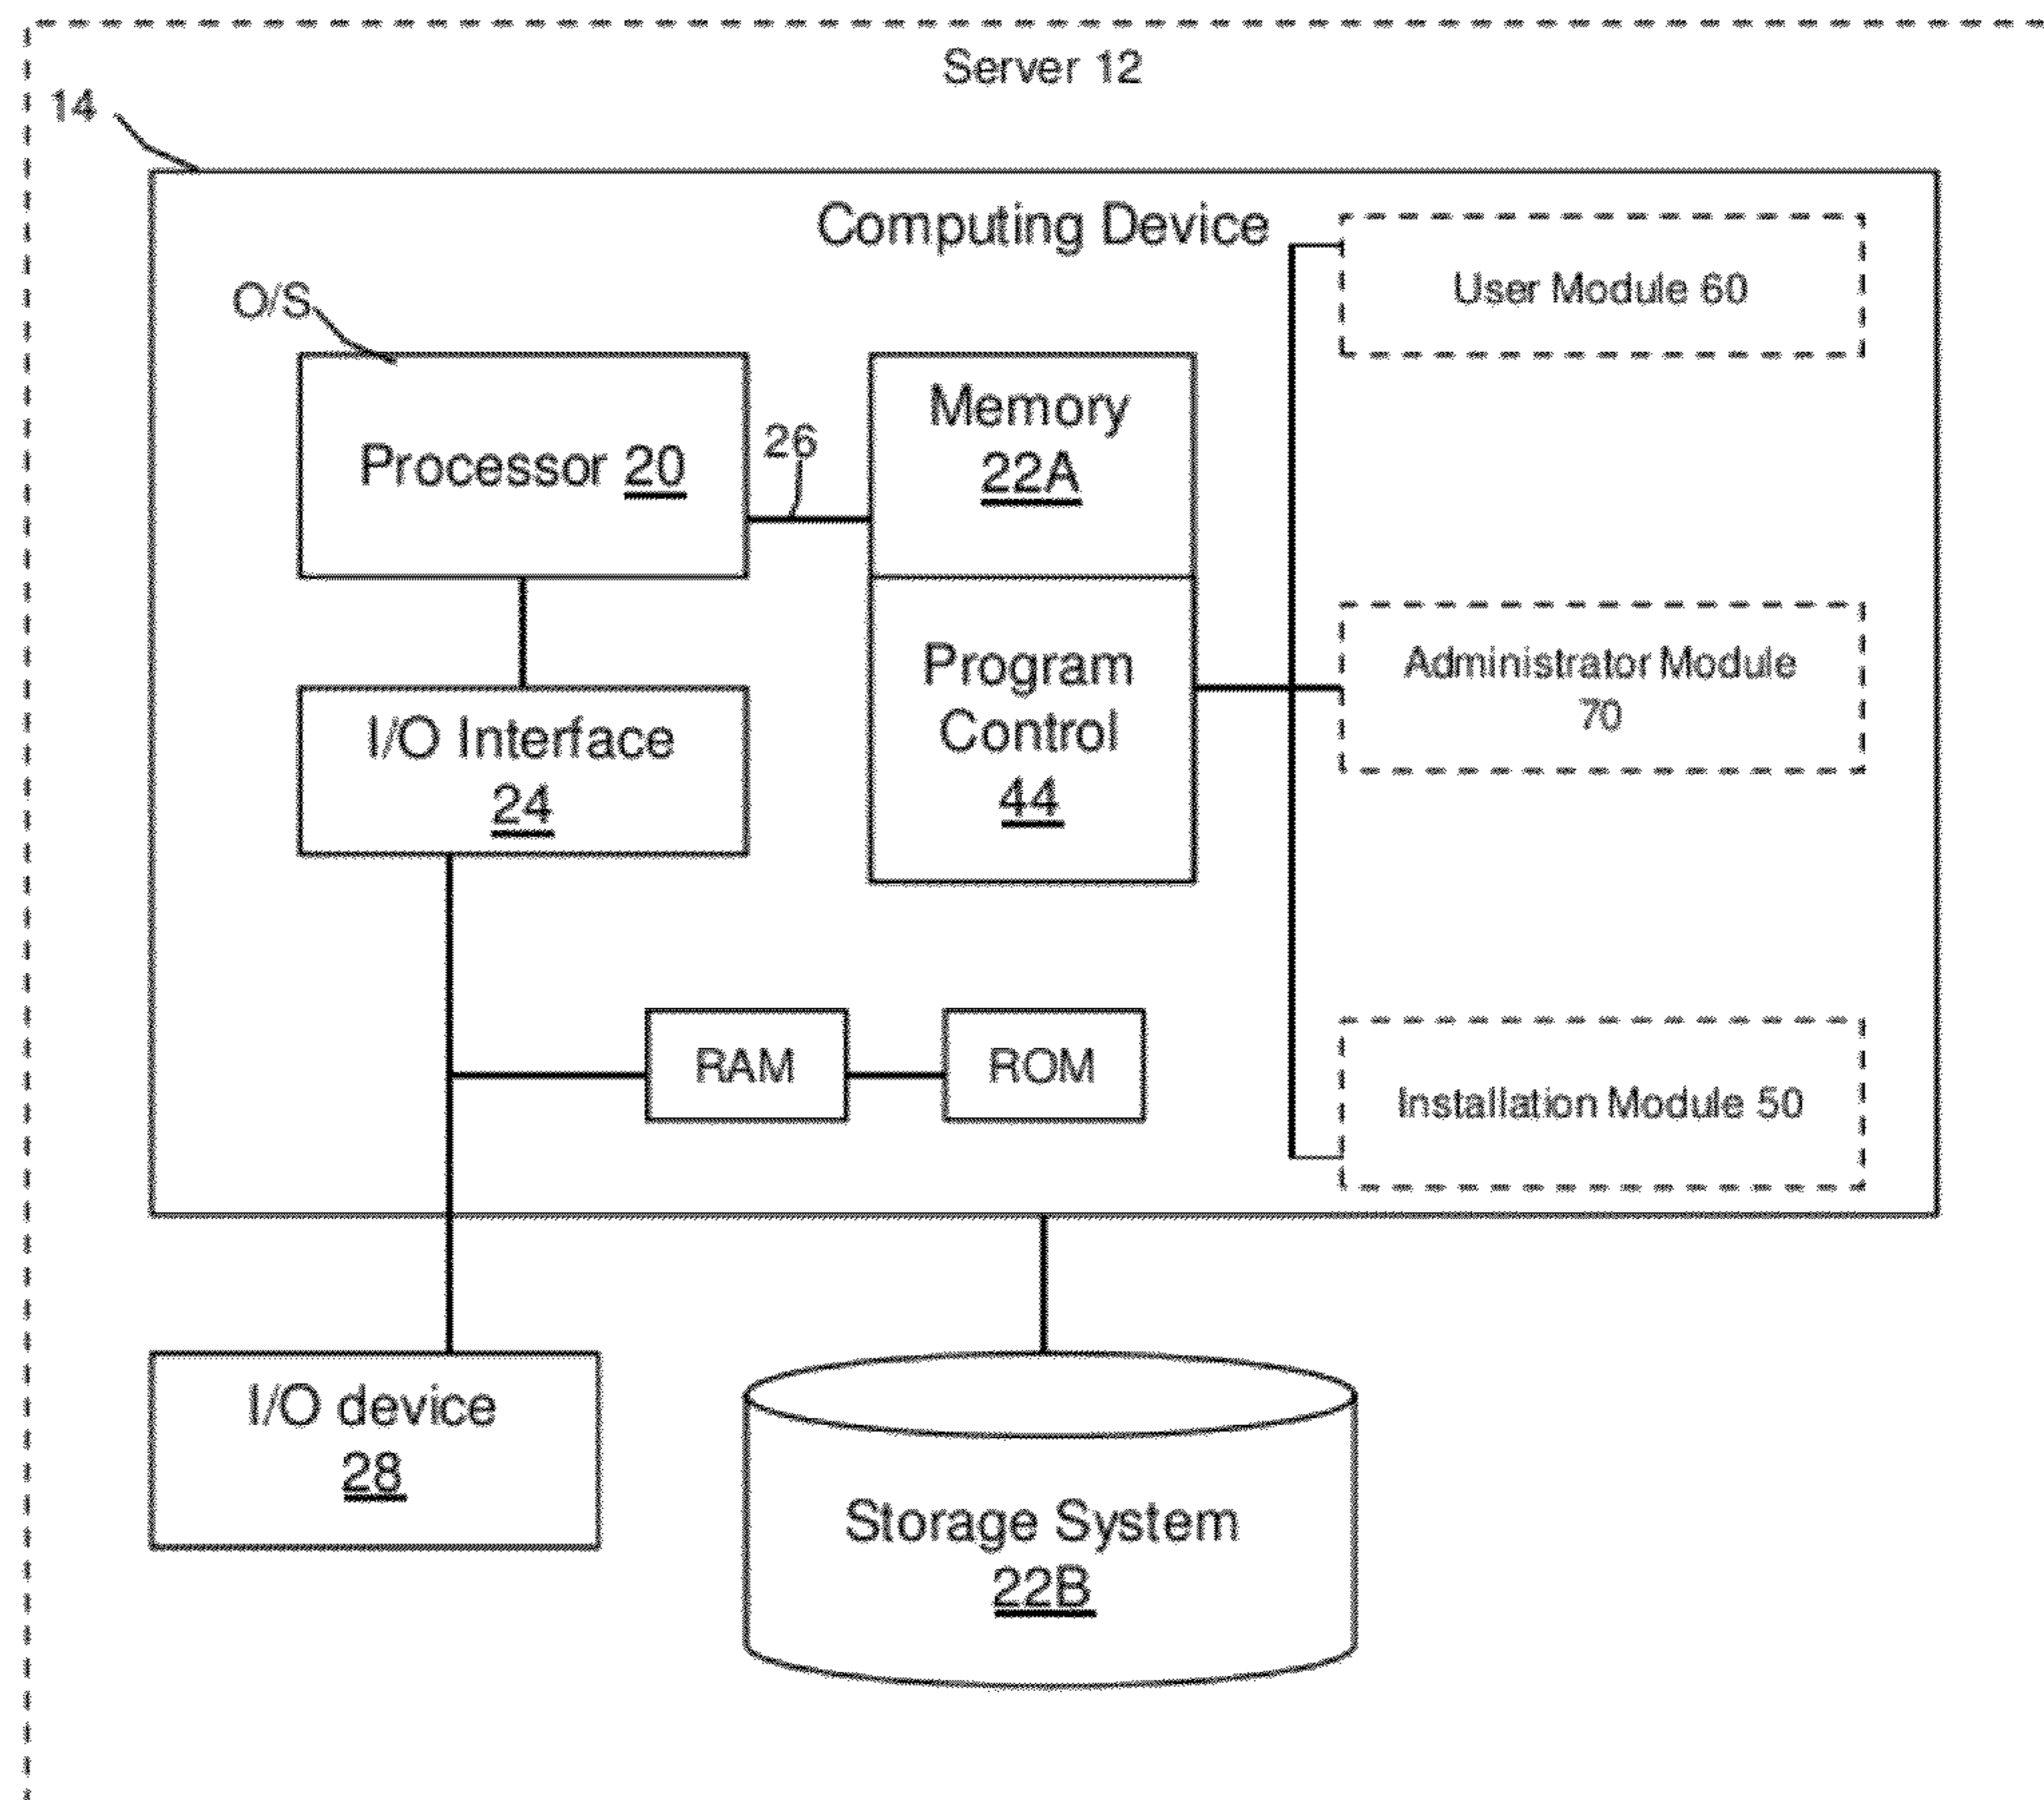 Server 12
14
Computing Device
O/S
User Module 60
Processor 20
26
Memory
22A
Administrator Module
70
Program
Control
44
I/O Interface
24
RAM
ROM
Installation Module 50
I/O device
28
Storage System
22B